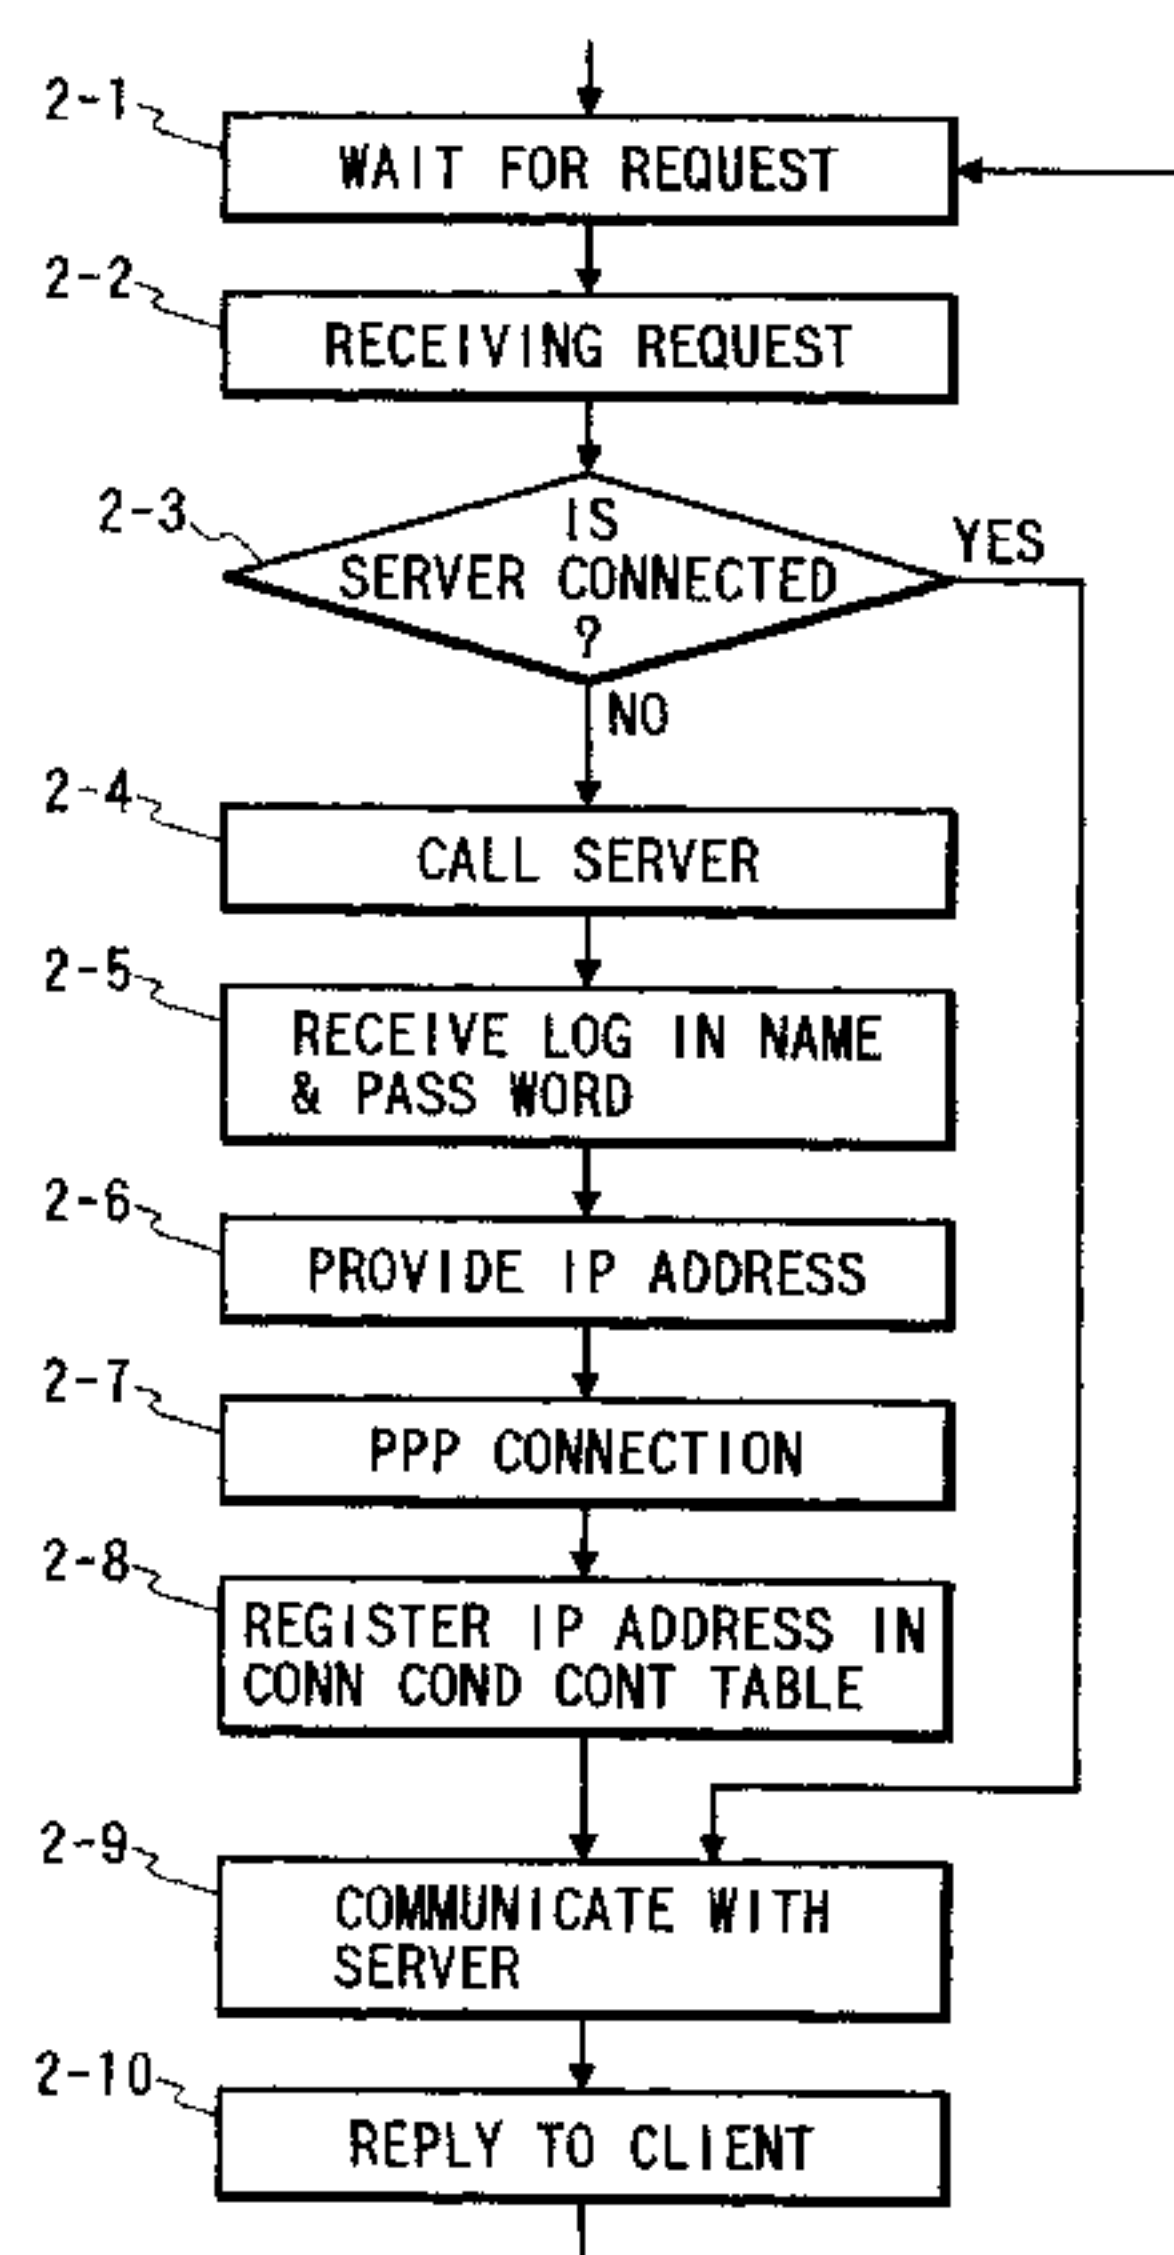 2-1
WAIT FOR REQUEST
2-2
RECEIVING REQUEST
2-3
IS
SERVER CONNECTED
?
YES
NO
2-4
CALL SERVER
2-5
RECEIVE LOG IN NAME
& PASS WORD
2-6
PROVIDE IP ADDRESS
2-7
PPP CONNECTION
2-8
REGISTER IP ADDRESS IN
CONN COND CONT TABLE
2-9
COMMUNICATE WITH
SERVER
2-10
REPLY TO CLIENT